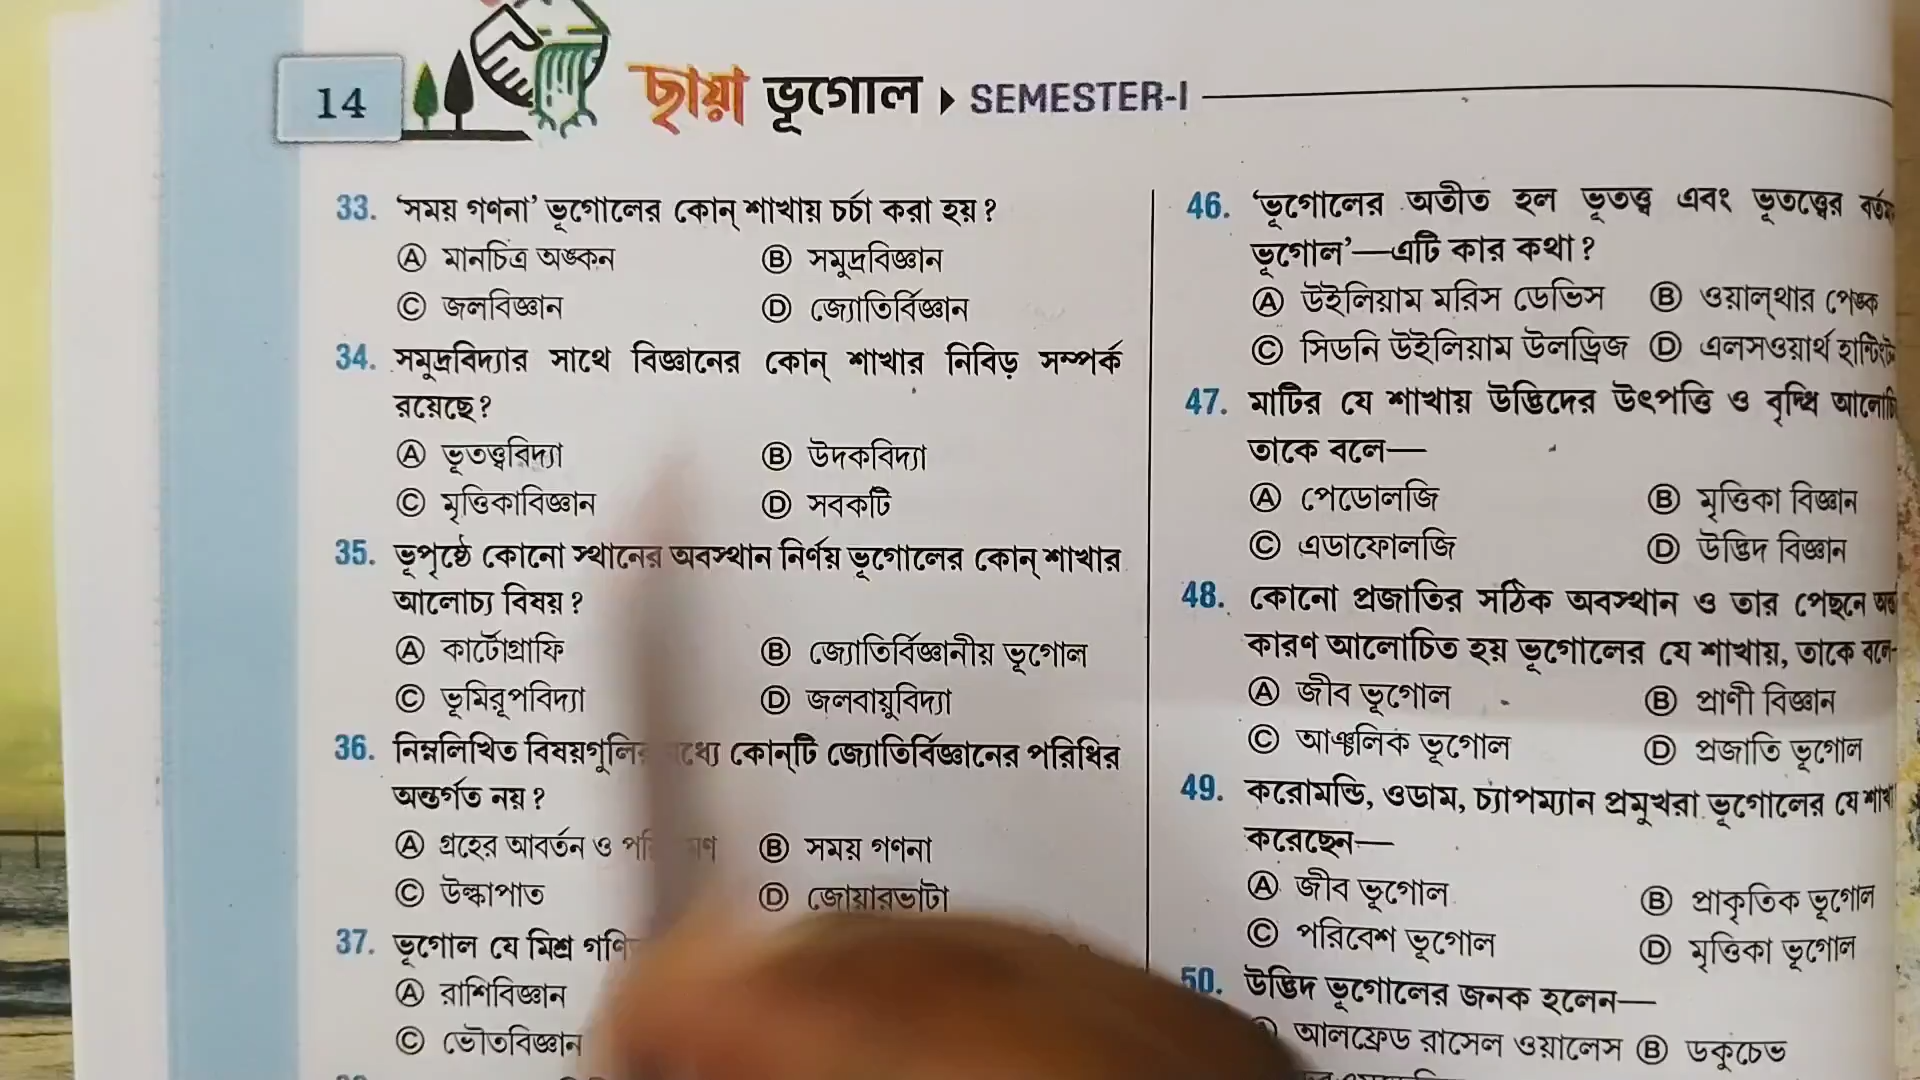 14
ছায়া ভূগোল ▸ SEMESTER-I
33. 'সময় গণনা' ভূগোলের কোন্ শাখায় চর্চা করা হয়?
Ⓐ মানচিত্র অঙ্কন Ⓑ সমুদ্রবিজ্ঞান
Ⓒ জলবিজ্ঞান Ⓓ জ্যোতির্বিজ্ঞান
34. সমুদ্রবিদ্যার সাথে বিজ্ঞানের কোন্ শাখার নিবিড় সম্পর্ক
রয়েছে?
Ⓐ ভূতত্ত্ববিদ্যা Ⓑ উদকবিদ্যা
Ⓒ মৃত্তিকাবিজ্ঞান Ⓓ সবকটি
35. ভূপৃষ্ঠে কোনো স্থানের অবস্থান নির্ণয় ভূগোলের কোন্ শাখার
আলোচ্য বিষয়?
Ⓐ কার্টোগ্রাফি Ⓑ জ্যোতির্বিজ্ঞানীয় ভূগোল
Ⓒ ভূমিরূপবিদ্যা Ⓓ জলবায়ুবিদ্যা
36. নিম্নলিখিত বিষয়গুলির মধ্যে কোন্‌টি জ্যোতির্বিজ্ঞানের পরিধির
অন্তর্গত নয়?
Ⓐ গ্রহের আবর্তন ও Ⓑ সময় গণনা
Ⓒ উল্কাপাত Ⓓ জোয়ারভাটা
37. ভূগোল যে মিশ্র
Ⓐ রাশিবিজ্ঞান
Ⓒ ভৌতবিজ্ঞান
46. 'ভূগোলের অতীত হল ভূতত্ত্ব এবং ভূতত্ত্বের
ভূগোল'—এটি কার কথা?
Ⓐ উইলিয়াম মরিস ডেভিস Ⓑ ওয়াল্‌থার পেঙ্ক
Ⓒ সিডনি উইলিয়াম উলড্রিজ Ⓓ এলসওয়ার্থ
47. মাটির যে শাখায় উদ্ভিদের উৎপত্তি ও বৃদ্ধি
তাকে বলে—
Ⓐ পেডোলজি Ⓑ মৃত্তিকা বিজ্ঞান
Ⓒ এডাফোলজি Ⓓ উদ্ভিদ বিজ্ঞান
48. কোনো প্রজাতির সঠিক অবস্থান ও তার পেছনে
কারণ আলোচিত হয় ভূগোলের যে শাখায়, তাকে বলে—
Ⓐ জীব ভূগোল Ⓑ প্রাণী বিজ্ঞান
Ⓒ আঞ্চলিক ভূগোল Ⓓ প্রজাতি ভূগোল
49. করোমন্ডি, ওডাম, চ্যাপম্যান প্রমুখরা ভূগোলের যে
করেছেন—
Ⓐ জীব ভূগোল Ⓑ প্রাকৃতিক ভূগোল
Ⓒ পরিবেশ ভূগোল Ⓓ মৃত্তিকা ভূগোল
50. উদ্ভিদ ভূগোলের জনক হলেন—
আলফ্রেড রাসেল ওয়ালেস Ⓑ ডকুচেভ